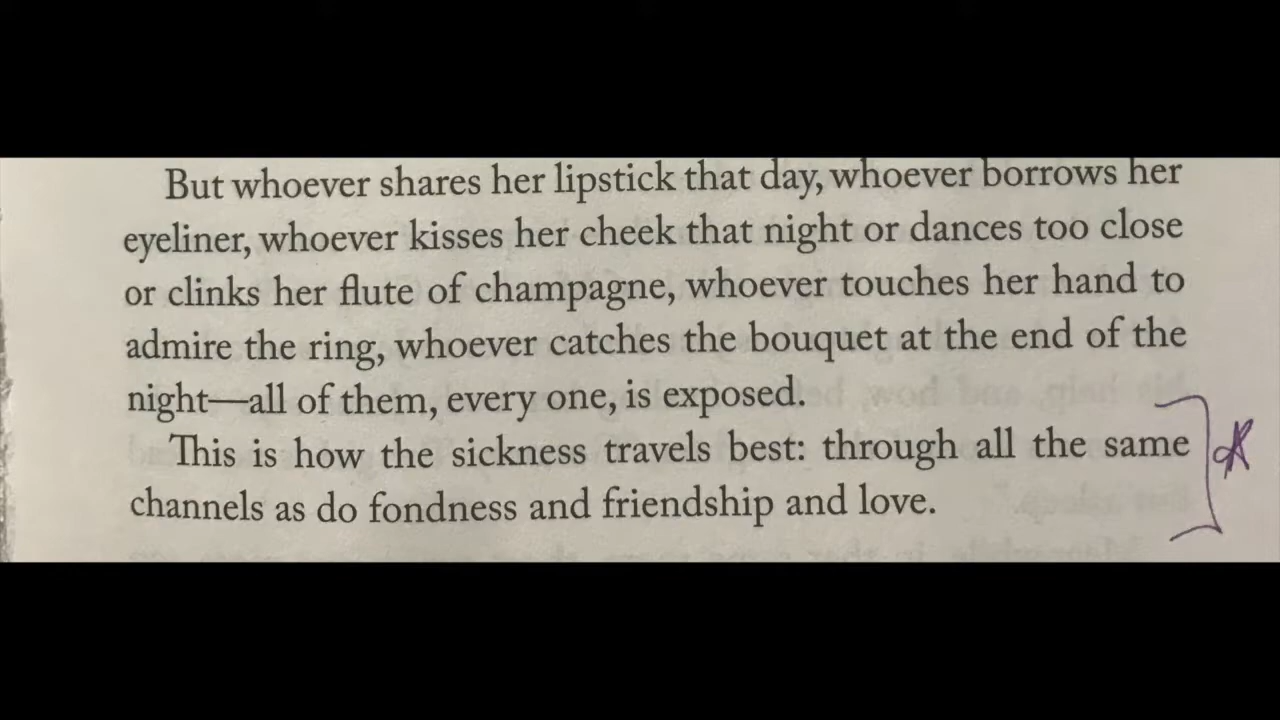 But whoever shares her lipstick that day, whoever borrows her
eyeliner, whoever kisses her cheek that night or dances too close
or clinks her flute of champagne, whoever touches her hand to
admire the ring, whoever catches the bouquet at the end of the
night—all of them, every one, is exposed.
This is how the sickness travels best: through all the same
channels as do fondness and friendship and love.